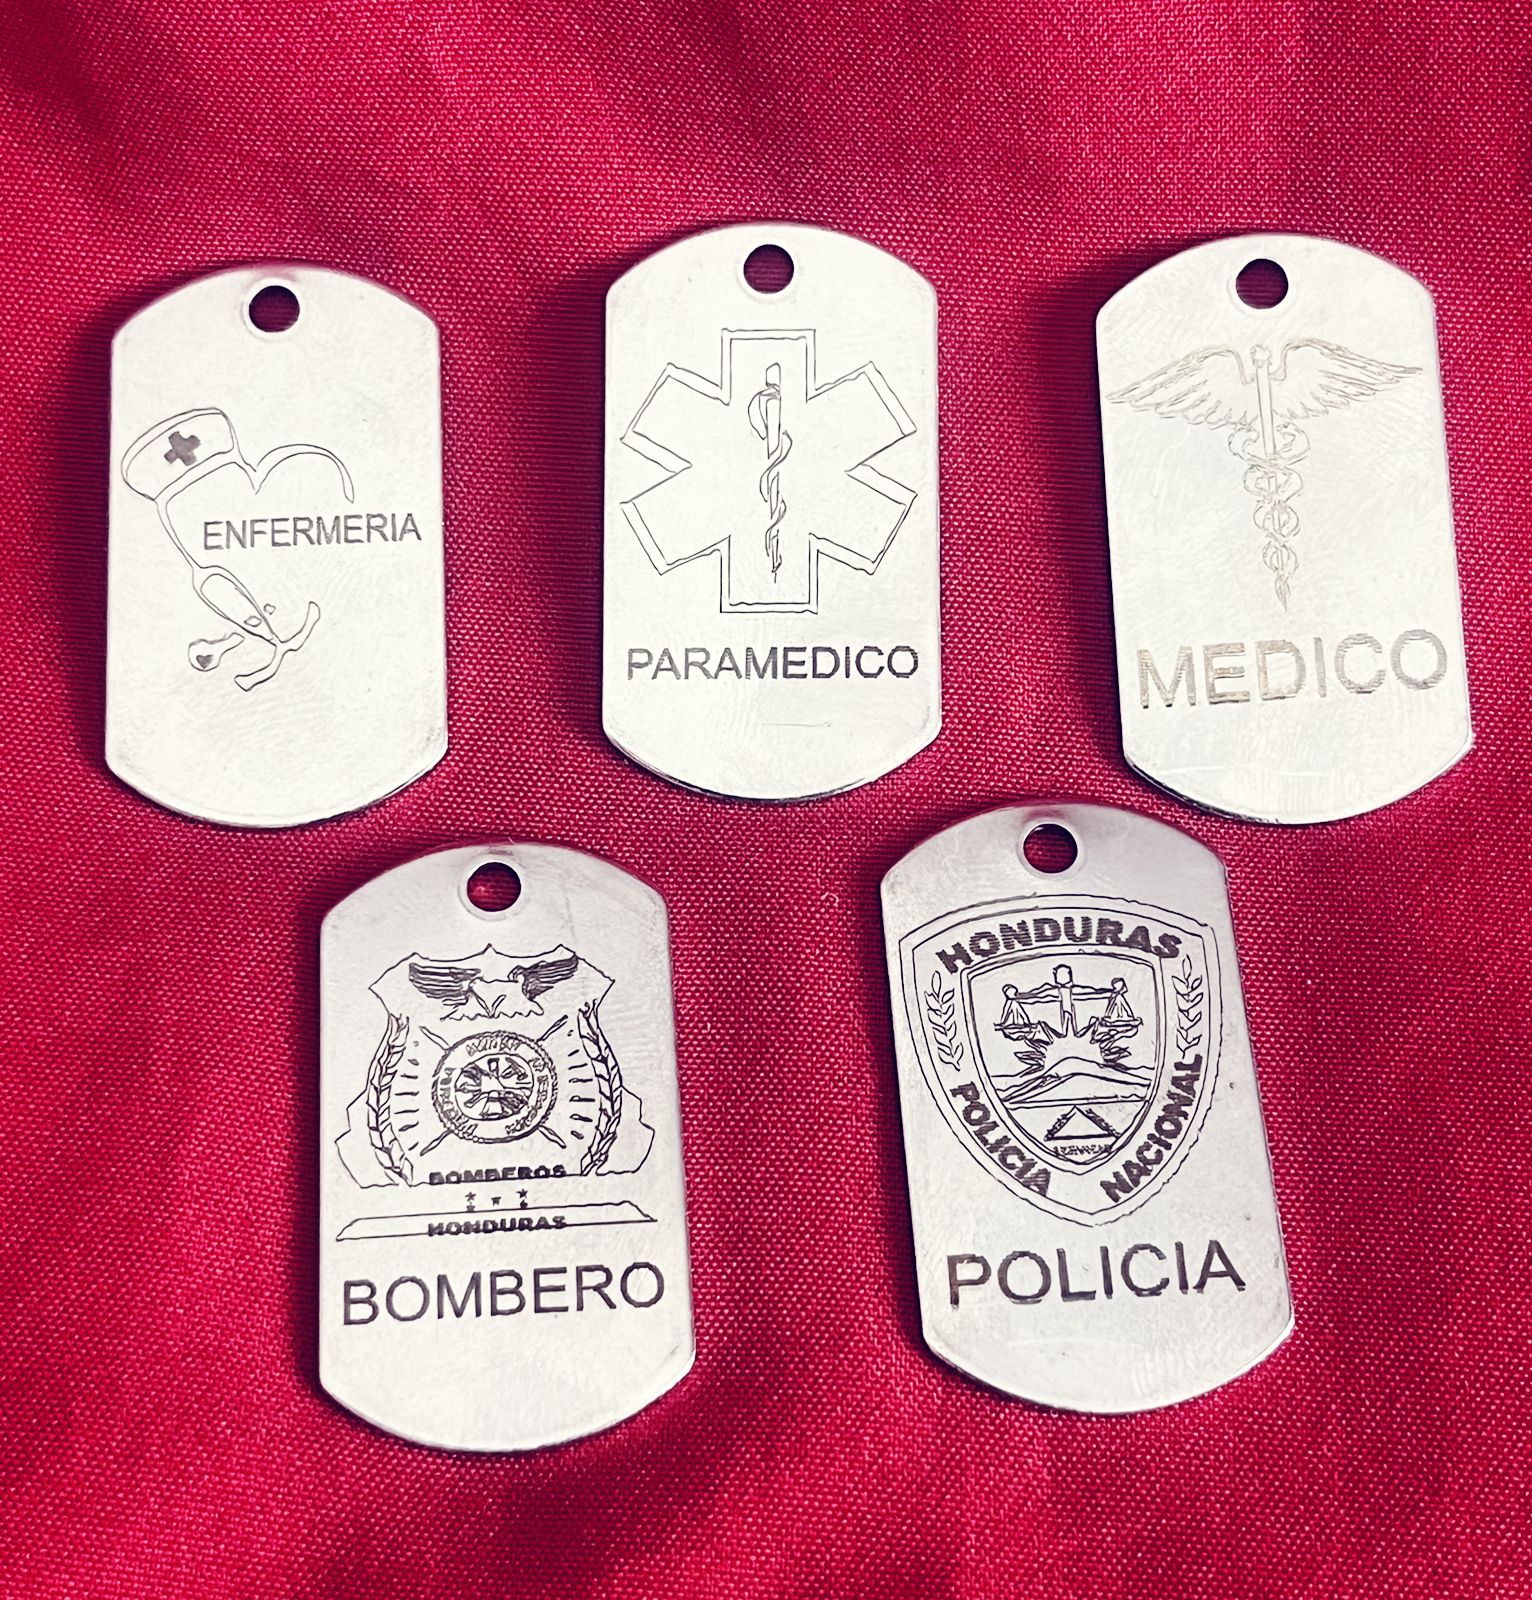 ENFERMERIA
PARAMEDICO
MEDICO
BOMBEROS
HONDURAS
BOMBERO
HONDURAS
POLICIA NACIONAL
POLICIA